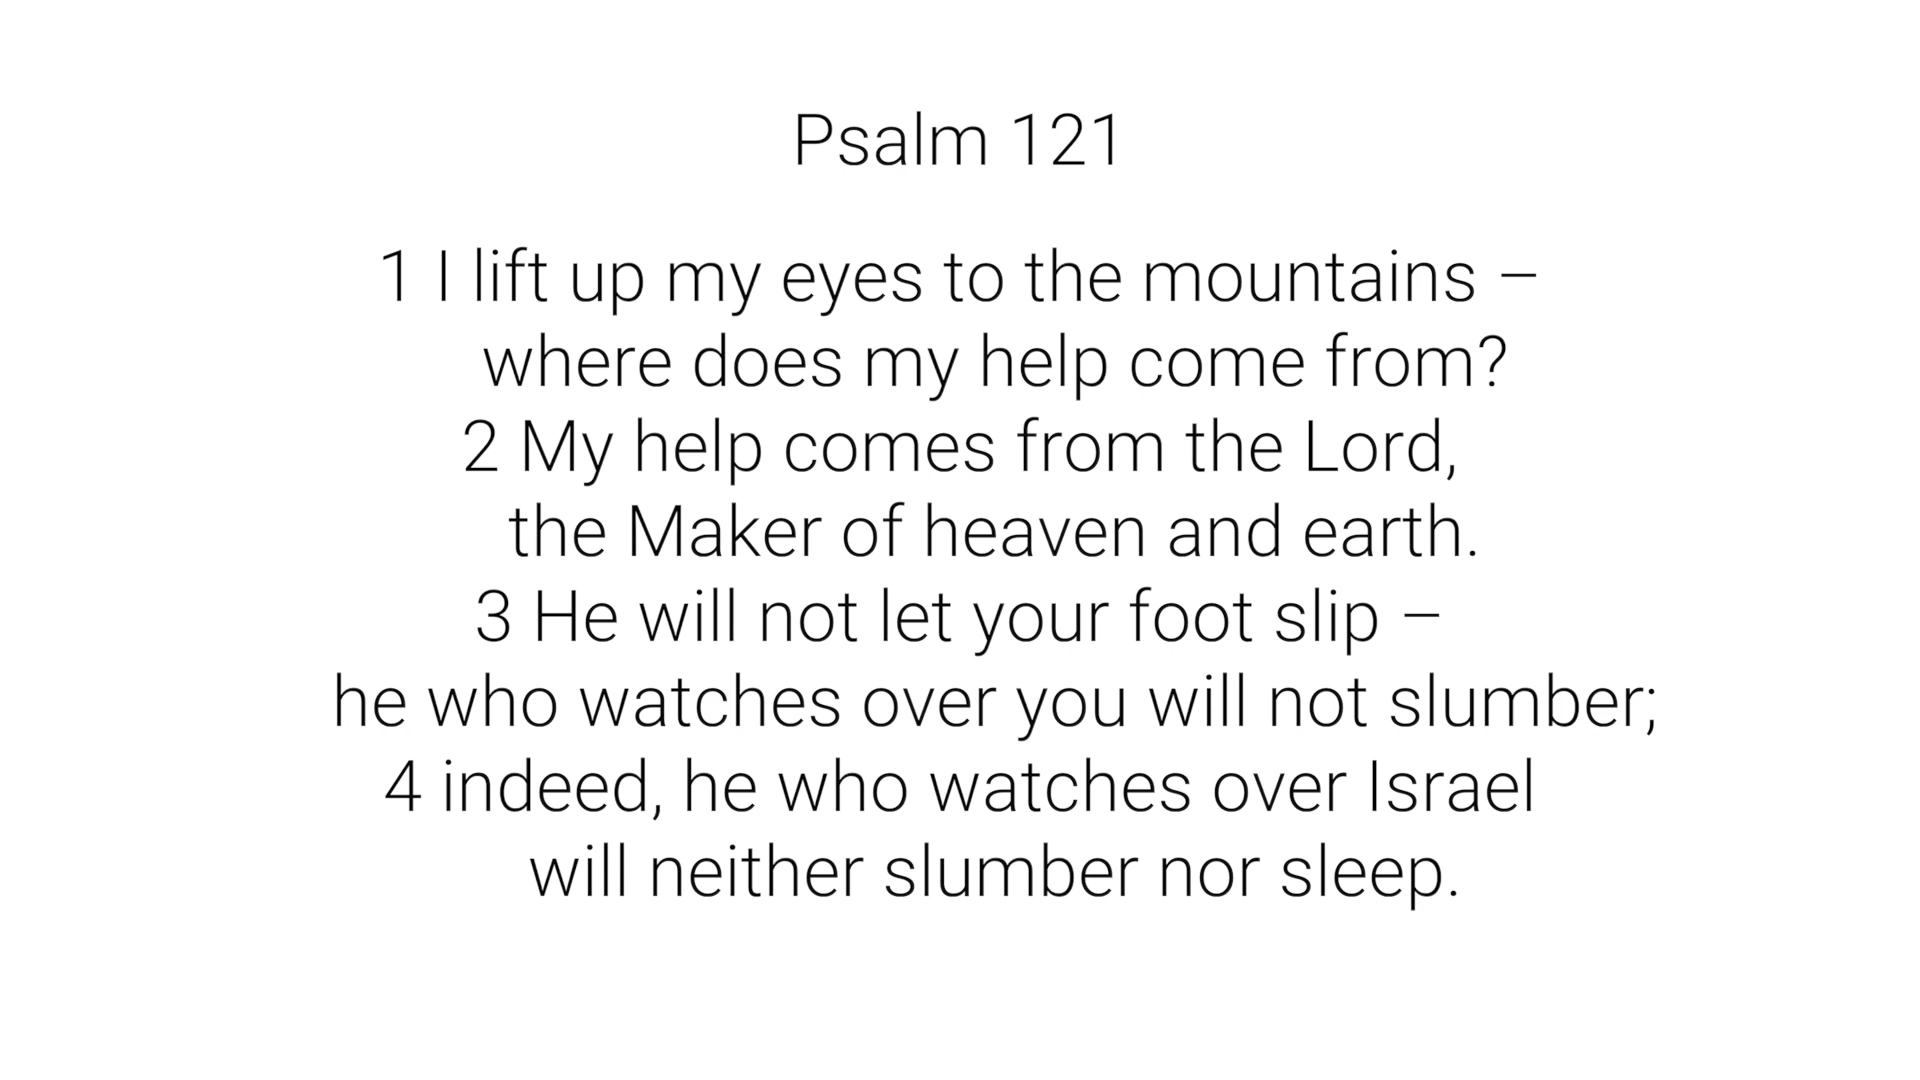 Psalm 121
1 I lift up my eyes to the mountains –
where does my help come from?
2 My help comes from the Lord,
the Maker of heaven and earth.
3 He will not let your foot slip –
he who watches over you will not slumber;
4 indeed, he who watches over Israel
will neither slumber nor sleep.